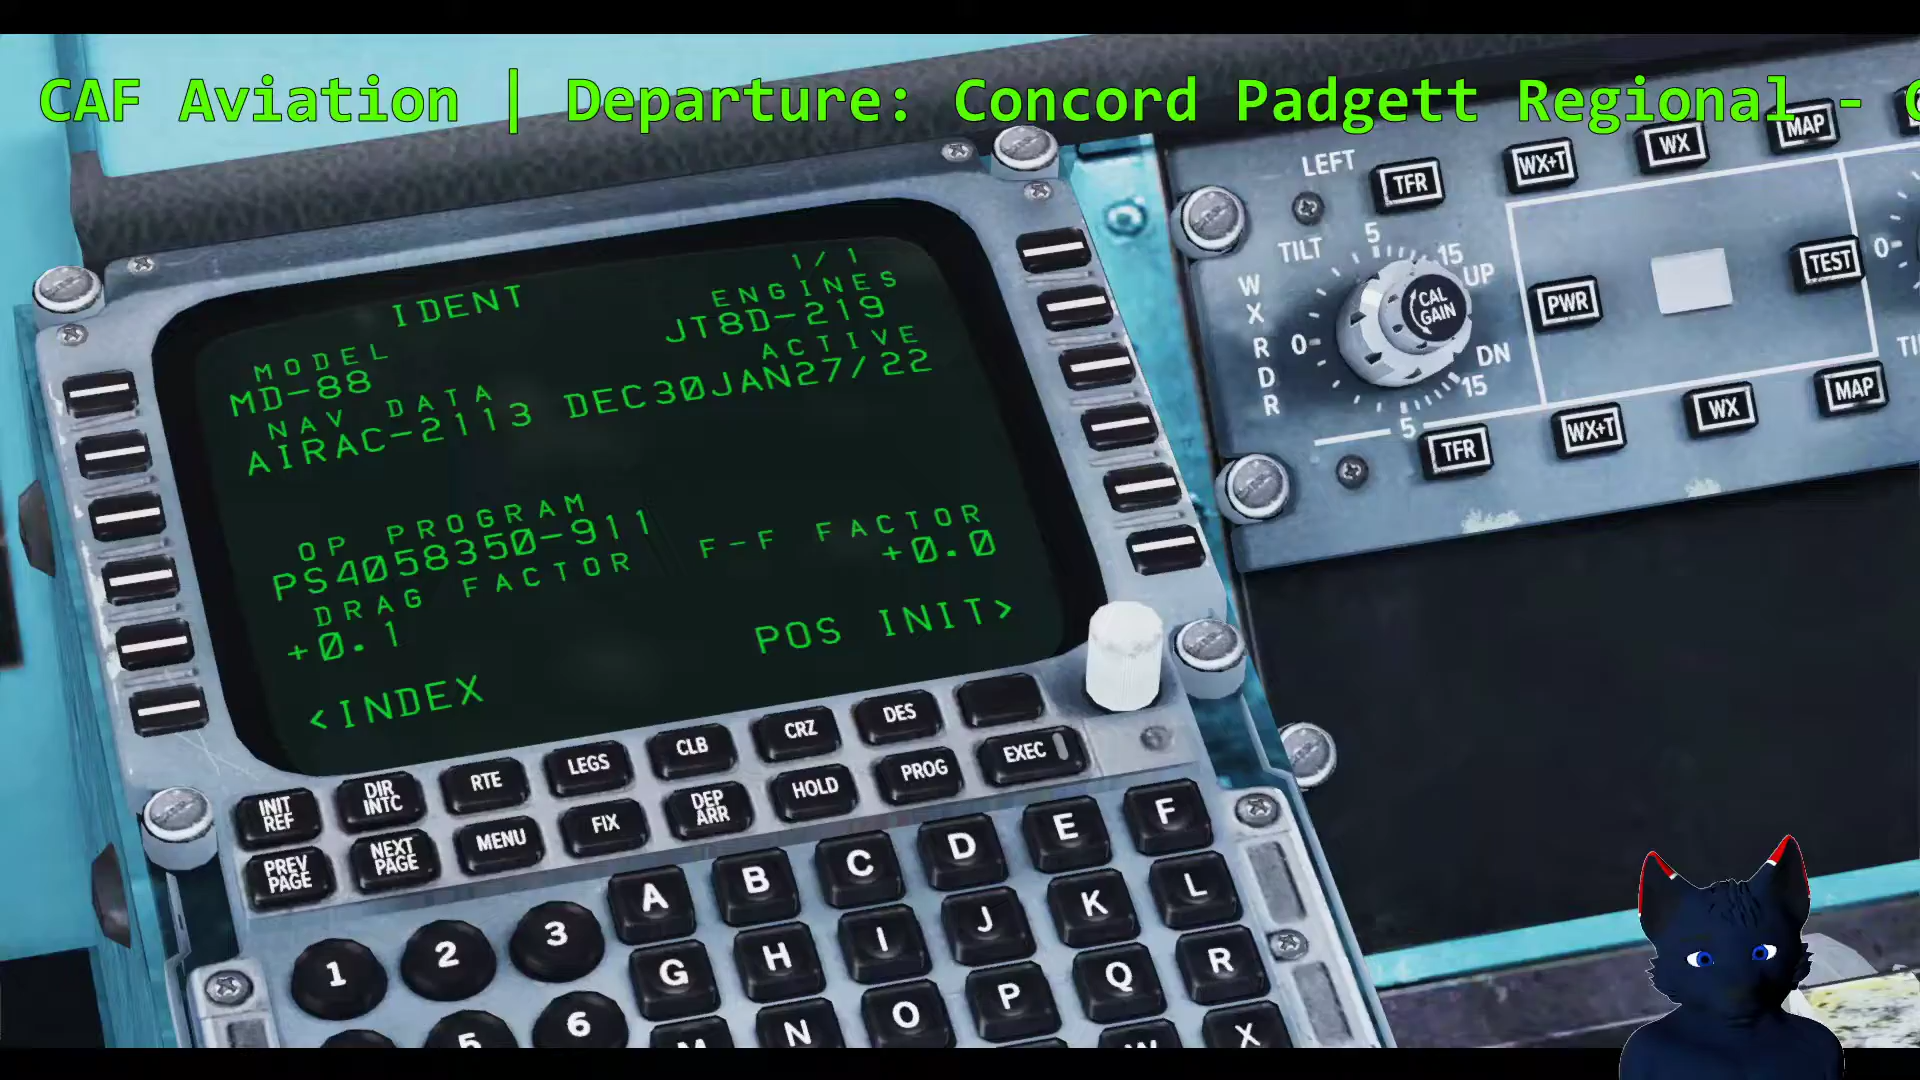 CAF Aviation | Departure: Concord Padgett Regional -
IDENT 1/1
MODEL ENGINES
MD-88 JT8D-219
NAV DATA ACTIVE
AIRAC-2113 DEC30JAN27/22
OP PROGRAM
PS4058350-911
DRAG FACTOR F-F FACTOR
+0.1 +0.0
<INDEX POS INIT>
INIT REF DIR INTC RTE LEGS CLB CRZ DES
PREV PAGE NEXT PAGE MENU FIX DEP ARR HOLD PROG EXEC
A B C D E F
1 2 3 G H I J K L
5 6 M N O P Q R
W X
LEFT TFR WX+T WX MAP
TILT 5 15 UP
WX RDR 0 CAL GAIN PWR TEST 0
DN 15
5 TFR WX+T WX MAP